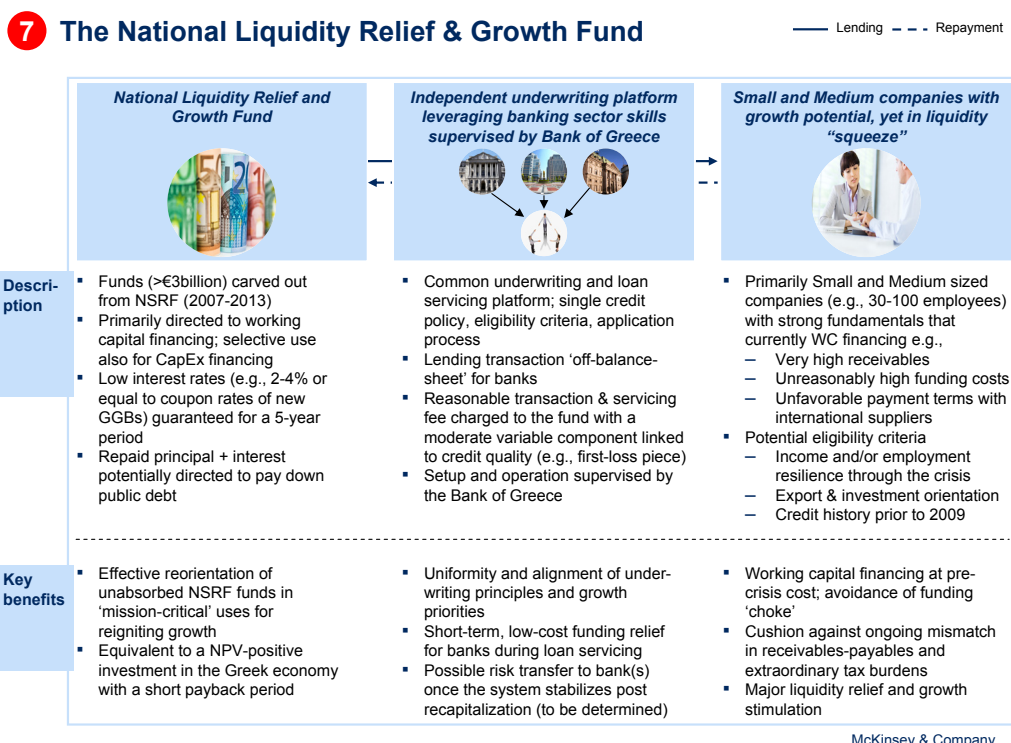 7 The National Liquidity Relief & Growth Fund
Lending
Repayment
National Liquidity Relief and
Growth Fund
Independent underwriting platform
leveraging banking sector skills
supervised by Bank of Greece
Small and Medium companies with
growth potential, yet in liquidity
“squeeze”
Descri-
ption
▪ Funds (>€3billion) carved out
from NSRF (2007-2013)
▪ Primarily directed to working
capital financing; selective use
also for CapEx financing
▪ Low interest rates (e.g., 2-4% or
equal to coupon rates of new
GGBs) guaranteed for a 5-year
period
▪ Repaid principal + interest
potentially directed to pay down
public debt
▪ Common underwriting and loan
servicing platform; single credit
policy, eligibility criteria, application
process
▪ Lending transaction ‘off-balance-
sheet’ for banks
▪ Reasonable transaction & servicing
fee charged to the fund with a
moderate variable component linked
to credit quality (e.g., first-loss piece)
▪ Setup and operation supervised by
the Bank of Greece
▪ Primarily Small and Medium sized
companies (e.g., 30-100 employees)
with strong fundamentals that
currently WC financing e.g.,
– Very high receivables
– Unreasonably high funding costs
– Unfavorable payment terms with
international suppliers
▪ Potential eligibility criteria
– Income and/or employment
resilience through the crisis
– Export & investment orientation
– Credit history prior to 2009
Key
benefits
▪ Effective reorientation of
unabsorbed NSRF funds in
‘mission-critical’ uses for
reigniting growth
▪ Equivalent to a NPV-positive
investment in the Greek economy
with a short payback period
▪ Uniformity and alignment of under-
writing principles and growth
priorities
▪ Short-term, low-cost funding relief
for banks during loan servicing
▪ Possible risk transfer to bank(s)
once the system stabilizes post
recapitalization (to be determined)
▪ Working capital financing at pre-
crisis cost; avoidance of funding
‘choke’
▪ Cushion against ongoing mismatch
in receivables-payables and
extraordinary tax burdens
▪ Major liquidity relief and growth
stimulation
McKinsey & Company